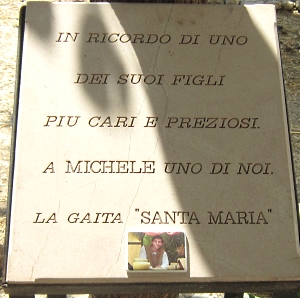 IN RICORDO DI UNO
DEI SUOI FIGLI
PIU CARI E PREZIOSI.
A MICHELE UNO DI NOI.
LA GAITA "SANTA MARIA"